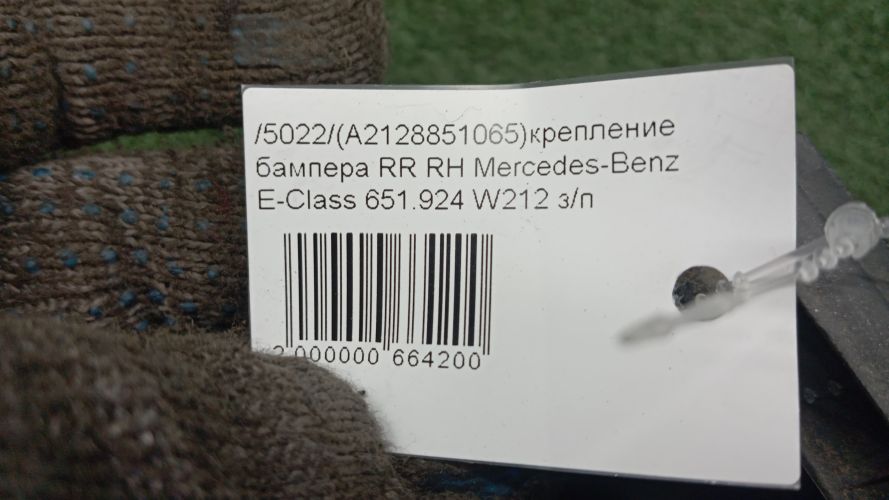 /5022/(A2128851065)крепление
бампера RR RH Mercedes-Benz
E-Class 651.924 W212 з/п
2 000000 664200